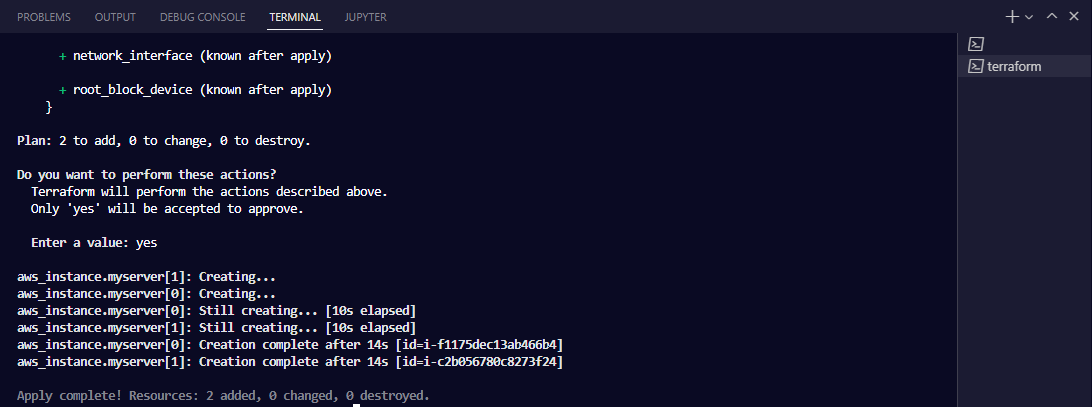 PROBLEMS OUTPUT DEBUG CONSOLE TERMINAL JUPYTER
+ network_interface (known after apply)
+ root_block_device (known after apply)
}
Plan: 2 to add, 0 to change, 0 to destroy.
Do you want to perform these actions?
Terraform will perform the actions described above.
Only 'yes' will be accepted to approve.
Enter a value: yes
aws_instance.myserver[1]: Creating...
aws_instance.myserver[0]: Creating...
aws_instance.myserver[0]: Still creating... [10s elapsed]
aws_instance.myserver[1]: Still creating... [10s elapsed]
aws_instance.myserver[0]: Creation complete after 14s [id=i-f1175dec13ab466b4]
aws_instance.myserver[1]: Creation complete after 14s [id=i-c2b056780c8273f24]
Apply complete! Resources: 2 added, 0 changed, 0 destroyed.
terraform